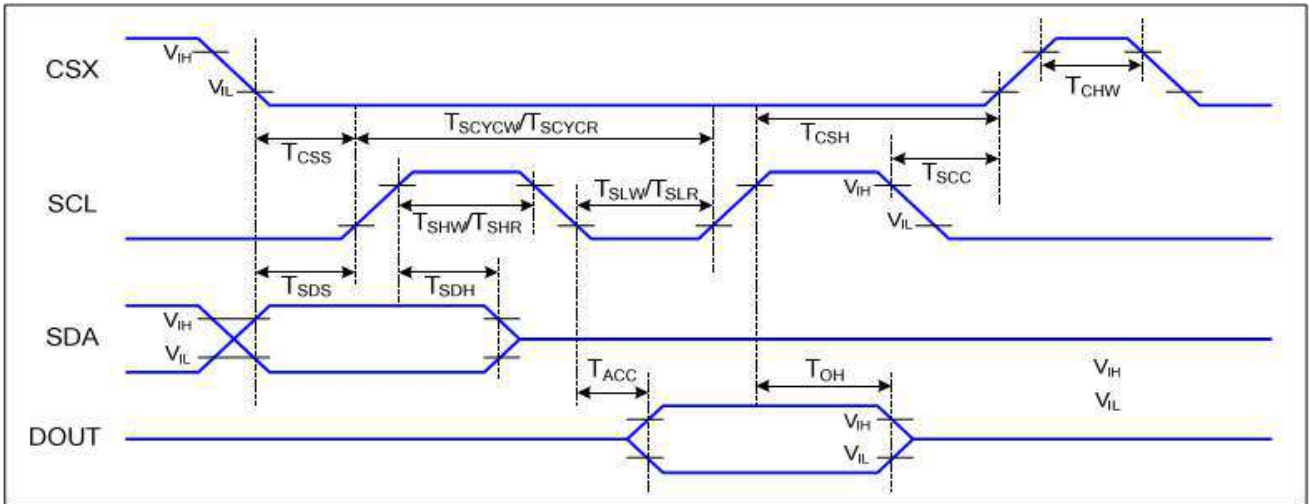 CSX
VIH
VIL
TCHW
TSCYCW/TSCYCR
TCSH
TCSS
TSCC
SCL
TSLW/TSLR
VIH
TSHW/TSHR
VIL
TSDS
TSDH
SDA
VIH
VIL
TACC
TOH
VIH
VIL
DOUT
VIH
VIL